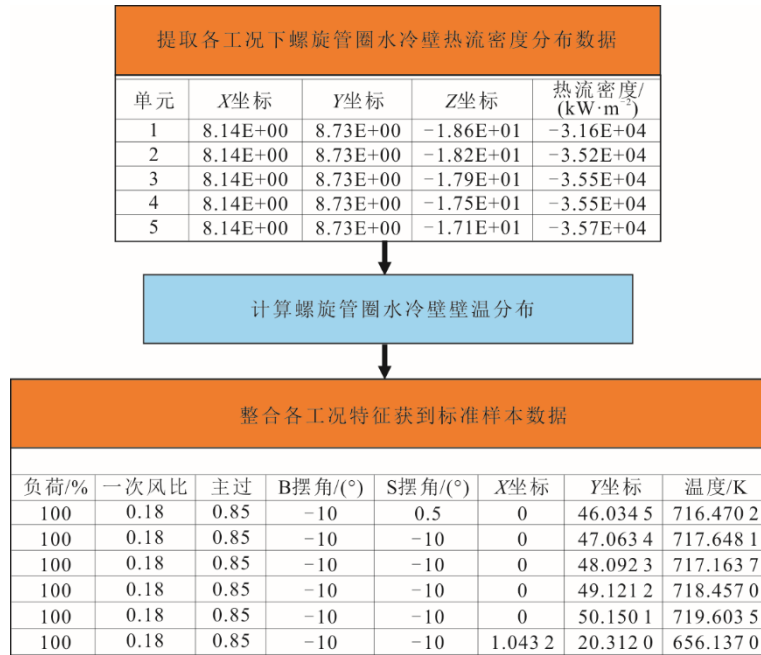 提取各工况下螺旋管圈水冷壁热流密度分布数据
单元 X坐标 Y坐标 Z坐标 热流密度/(kW·m⁻²)
1 8.14E+00 8.73E+00 −1.86E+01 −3.16E+04
2 8.14E+00 8.73E+00 −1.82E+01 −3.52E+04
3 8.14E+00 8.73E+00 −1.79E+01 −3.55E+04
4 8.14E+00 8.73E+00 −1.75E+01 −3.55E+04
5 8.14E+00 8.73E+00 −1.71E+01 −3.57E+04
计算螺旋管圈水冷壁壁温分布
整合各工况特征获到标准样本数据
负荷/% 一次风比 主过 B摆角/(°) S摆角/(°) X坐标 Y坐标 温度/K
100 0.18 0.85 −10 0.5 0 46.034 5 716.470 2
100 0.18 0.85 −10 −10 0 47.063 4 717.648 1
100 0.18 0.85 −10 −10 0 48.092 3 717.163 7
100 0.18 0.85 −10 −10 0 49.121 2 718.457 0
100 0.18 0.85 −10 −10 0 50.150 1 719.603 5
100 0.18 0.85 −10 −10 1.043 2 20.312 0 656.137 0